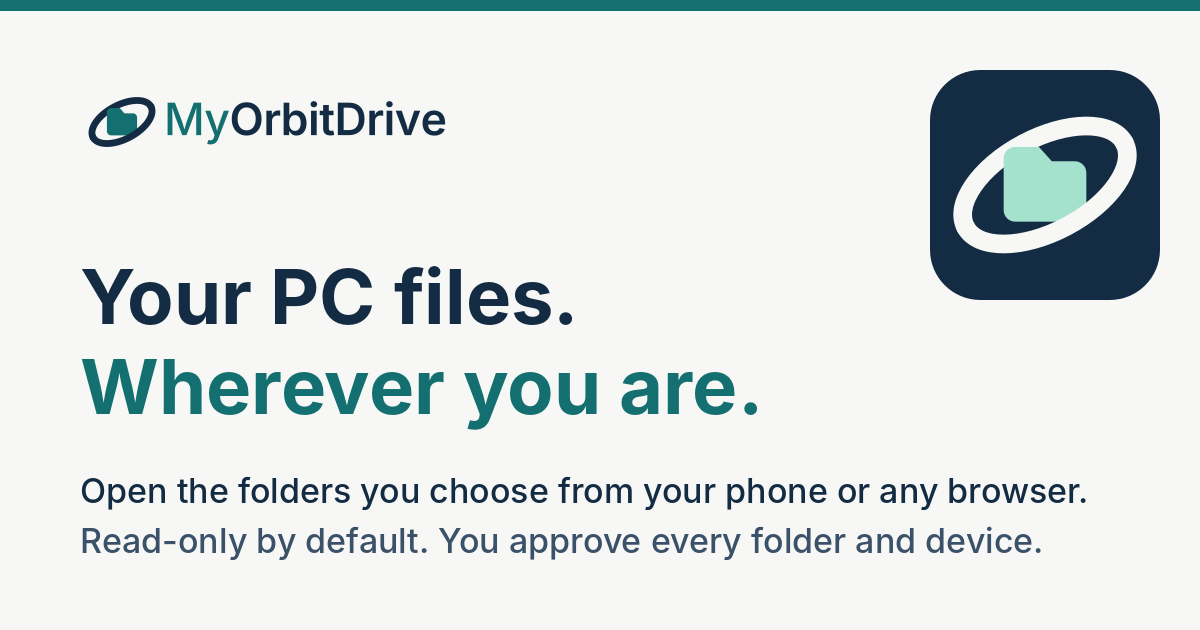 MyOrbitDrive
Your PC files.
Wherever you are.
Open the folders you choose from your phone or any browser.
Read-only by default. You approve every folder and device.